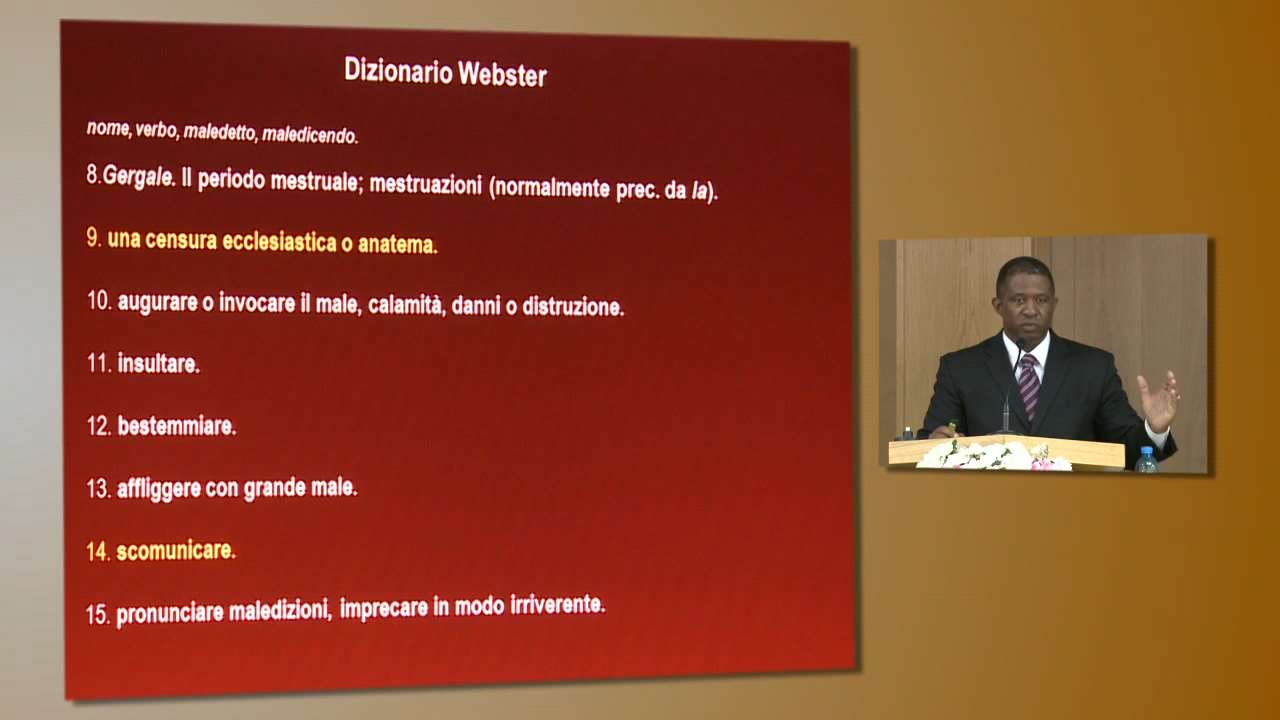 Dizionario Webster
nome, verbo, maledetto, maledicendo.
8.Gergale. Il periodo mestruale; mestruazioni (normalmente prec. da la).
9. una censura ecclesiastica o anatema.
10. augurare o invocare il male, calamità, danni o distruzione.
11. insultare.
12. bestemmiare.
13. affliggere con grande male.
14. scomunicare.
15. pronunciare maledizioni, imprecare in modo irriverente.